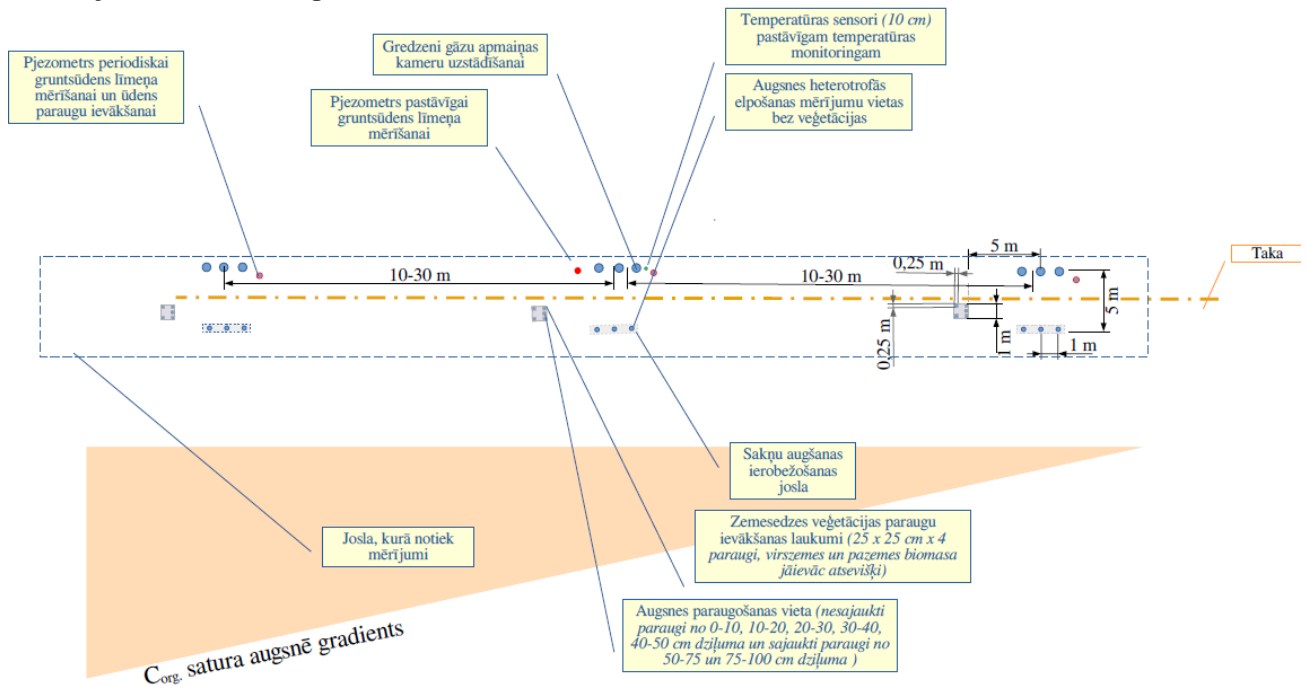 Temperatūras sensori (10 cm)
pastāvīgam temperatūras
monitoringam
Gredzeni gāzu apmaiņas
kameru uzstādīšanai
Pjezometrs periodiskai
gruntsūdens līmeņa
mērīšanai un ūdens
paraugu ievākšanai
Pjezometrs pastāvīgai
gruntsūdens līmeņa
mērīšanai
Augsnes heterotrofās
elpošanas mērījumu vietas
bez veģetācijas
Taka
5 m
0,25 m
10-30 m
10-30 m
5 m
0,25 m
1 m
1 m
Sakņu augšanas
ierobežošanas
josla
Zemesedzes veģetācijas paraugu
ievākšanas laukumi (25 x 25 cm x 4
paraugi, virszemes un pazemes biomasa
jāievāc atsevišķi)
Josla, kurā notiek
mērījumi
Augsnes paraugošanas vieta (nesajaukti
paraugi no 0-10, 10-20, 20-30, 30-40,
40-50 cm dziļuma un sajaukti paraugi no
50-75 un 75-100 cm dziļuma )
Corg. satura augsnē gradients